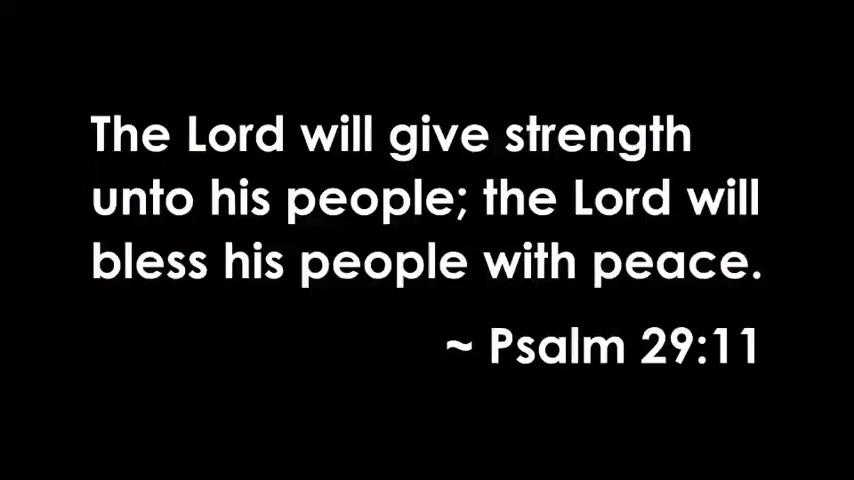 The Lord will give strength
unto his people; the Lord will
bless his people with peace.
~ Psalm 29:11